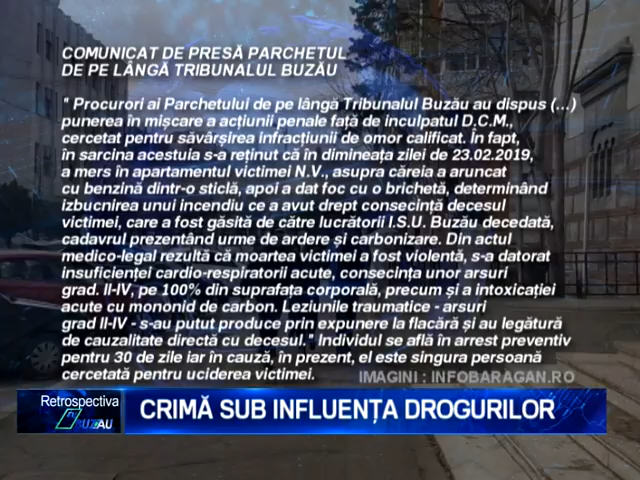 COMUNICAT DE PRESĂ PARCHETUL
DE PE LÂNGĂ TRIBUNALUL BUZĂU
" Procurori ai Parchetului de pe lângă Tribunalul Buzău au dispus (...)
punerea în mișcare a acțiunii penale față de inculpatul D.C.M.,
cercetat pentru săvârșirea infracțiunii de omor calificat. În fapt,
în sarcina acestuia s-a reținut că în dimineața zilei de 23.02.2019,
a mers în apartamentul victimei N.V., asupra căreia a aruncat
cu benzină dintr-o sticlă, apoi a dat foc cu o brichetă, determinând
izbucnirea unui incendiu ce a avut drept consecință decesul
victimei, care a fost găsită de către lucrătorii I.S.U. Buzău decedată,
cadavrul prezentând urme de ardere și carbonizare. Din actul
medico-legal rezultă că moartea victimei a fost violentă, s-a datorat
insuficienței cardio-respiratorii acute, consecința unor arsuri
grad. II-IV, pe 100% din suprafața corporală, precum și a intoxicației
acute cu mononid de carbon. Leziunile traumatice - arsuri
grad II-IV - s-au putut produce prin expunere la flacără și au legătură
de cauzalitate directă cu decesul." Individul se află în arrest preventiv
pentru 30 de zile iar în cauză, în prezent, el este singura persoană
cercetată pentru uciderea victimei.
IMAGINI : INFOBARAGAN.RO
Retrospectiva
TV BUZAU
CRIMĂ SUB INFLUENȚA DROGURILOR